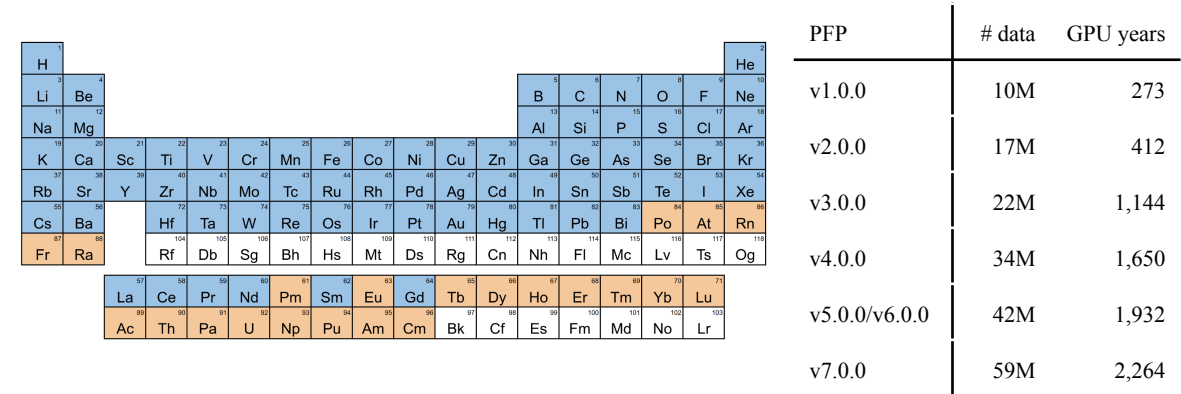 1 2
H He
3 4 5 6 7 8 9 10
Li Be B C N O F Ne
11 12 13 14 15 16 17 18
Na Mg Al Si P S Cl Ar
19 20 21 22 23 24 25 26 27 28 29 30 31 32 33 34 35 36
K Ca Sc Ti V Cr Mn Fe Co Ni Cu Zn Ga Ge As Se Br Kr
37 38 39 40 41 42 43 44 45 46 47 48 49 50 51 52 53 54
Rb Sr Y Zr Nb Mo Tc Ru Rh Pd Ag Cd In Sn Sb Te I Xe
55 56 72 73 74 75 76 77 78 79 80 81 82 83 84 85 86
Cs Ba Hf Ta W Re Os Ir Pt Au Hg Tl Pb Bi Po At Rn
87 88 104 105 106 107 108 109 110 111 112 113 114 115 116 117 118
Fr Ra Rf Db Sg Bh Hs Mt Ds Rg Cn Nh Fl Mc Lv Ts Og
57 58 59 60 61 62 63 64 65 66 67 68 69 70 71
La Ce Pr Nd Pm Sm Eu Gd Tb Dy Ho Er Tm Yb Lu
89 90 91 92 93 94 95 96 97 98 99 100 101 102 103
Ac Th Pa U Np Pu Am Cm Bk Cf Es Fm Md No Lr
PFP # data GPU years
v1.0.0 10M 273
v2.0.0 17M 412
v3.0.0 22M 1,144
v4.0.0 34M 1,650
v5.0.0/v6.0.0 42M 1,932
v7.0.0 59M 2,264